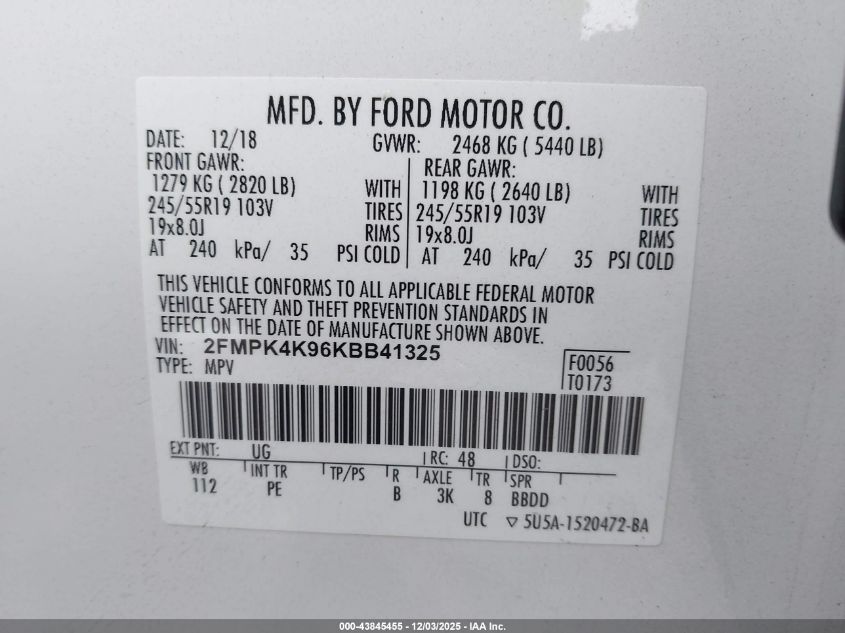 MFD. BY FORD MOTOR CO.
DATE: 12/18 GVWR: 2468 KG ( 5440 LB)
FRONT GAWR: REAR GAWR:
1279 KG ( 2820 LB) WITH 1198 KG ( 2640 LB) WITH
245/55R19 103V TIRES 245/55R19 103V TIRES
19x8.0J RIMS 19x8.0J RIMS
AT 240 kPa/ 35 PSI COLD AT 240 kPa/ 35 PSI COLD
THIS VEHICLE CONFORMS TO ALL APPLICABLE FEDERAL MOTOR
VEHICLE SAFETY AND THEFT PREVENTION STANDARDS IN
EFFECT ON THE DATE OF MANUFACTURE SHOWN ABOVE.
VIN: 2FMPK4K96KBB41325
TYPE: MPV
F0056
T0173
EXT PNT: UG RC: 48 DSO:
WB INT TR TP/PS R AXLE TR SPR
112 PE B 3K 8 BBDD
UTC ▽ 5U5A-1520472-BA
000-43845455 - 12/03/2025 - IAA Inc.